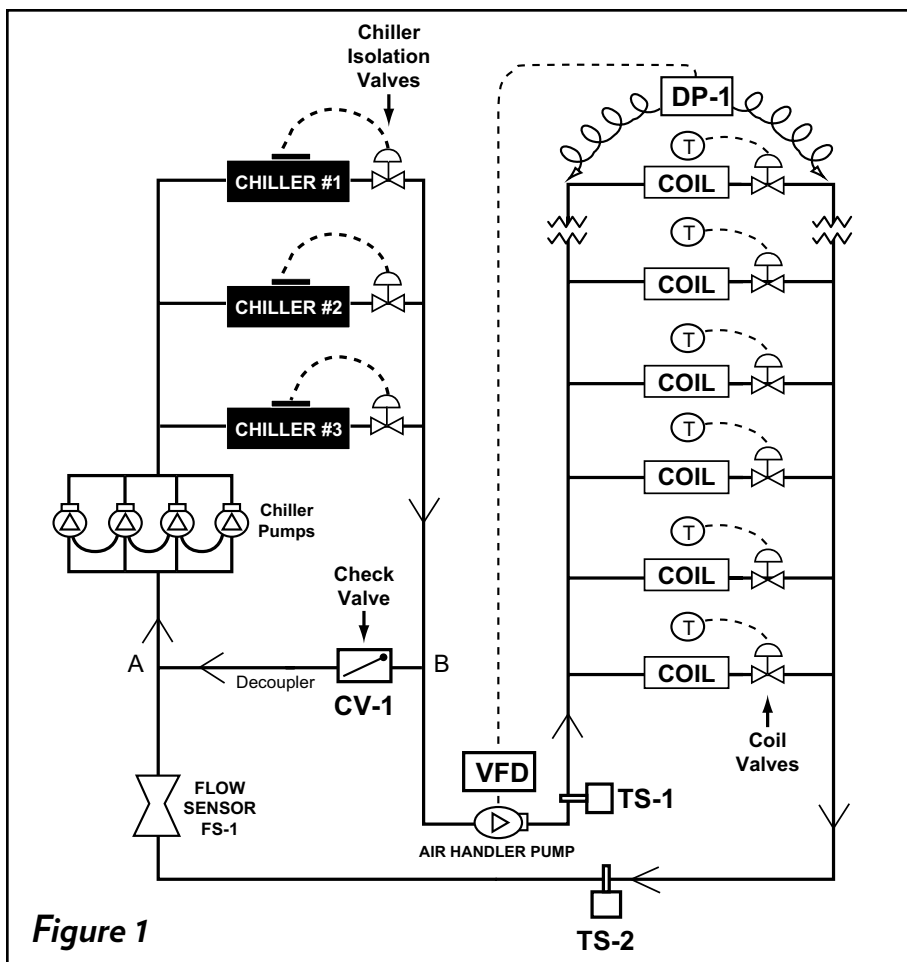 Chiller
Isolation
Valves
DP-1
T
CHILLER #1
COIL
T
CHILLER #2
COIL
T
CHILLER #3
COIL
T
COIL
Chiller
Pumps
T
COIL
Check
Valve
T
A
B
COIL
Decoupler
CV-1
Coil
Valves
VFD
TS-1
FLOW
SENSOR
FS-1
AIR HANDLER PUMP
Figure 1
TS-2